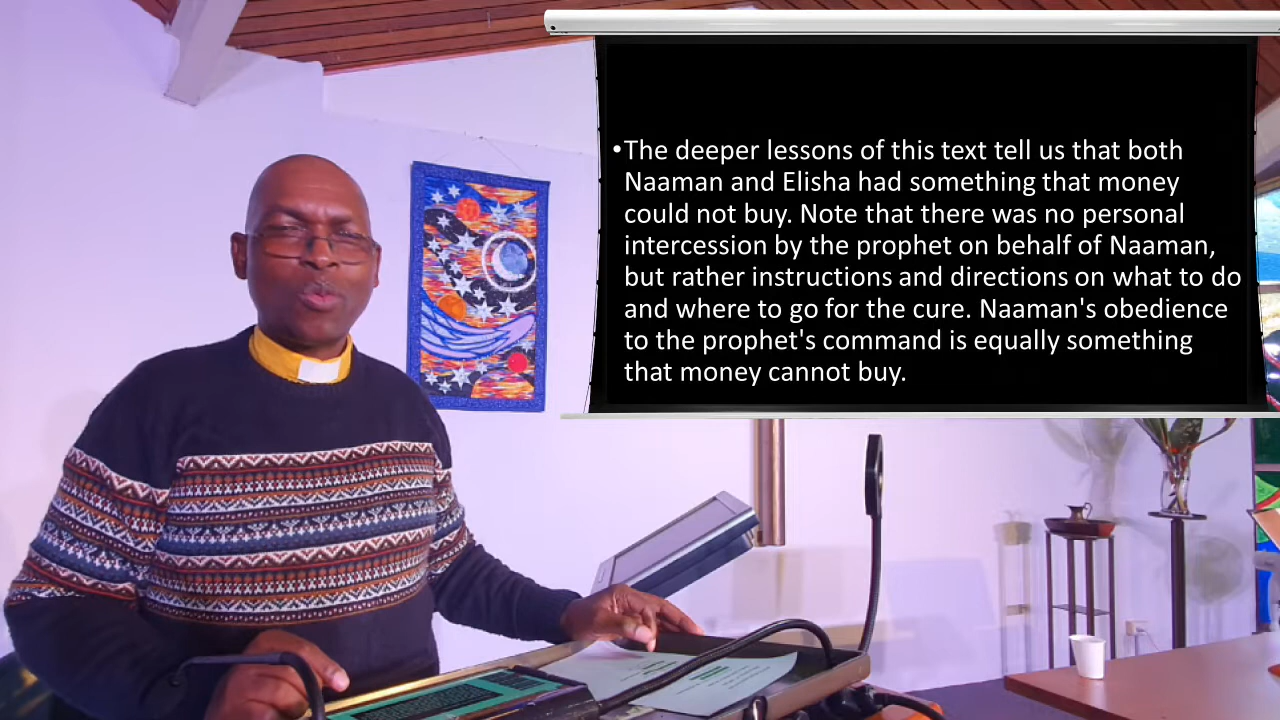 •The deeper lessons of this text tell us that both
Naaman and Elisha had something that money
could not buy. Note that there was no personal
intercession by the prophet on behalf of Naaman,
but rather instructions and directions on what to do
and where to go for the cure. Naaman's obedience
to the prophet's command is equally something
that money cannot buy.